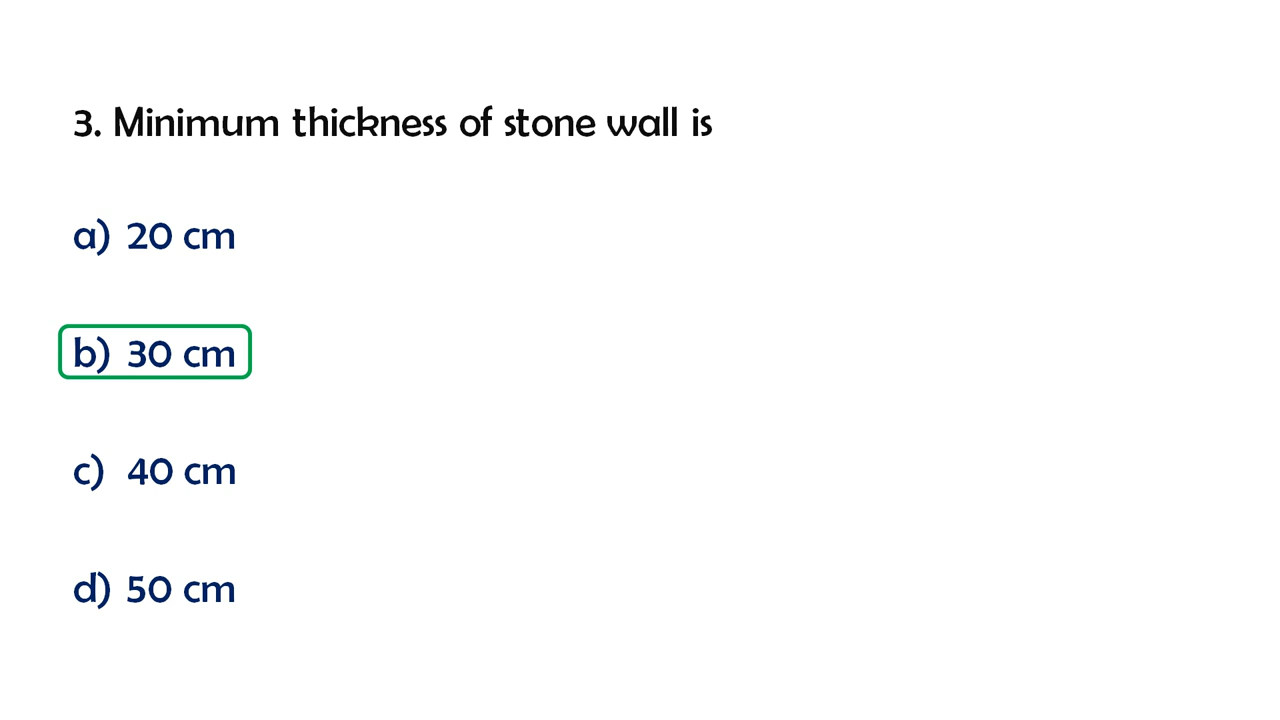 3. Minimum thickness of stone wall is
a) 20 cm
b) 30 cm
c) 40 cm
d) 50 cm